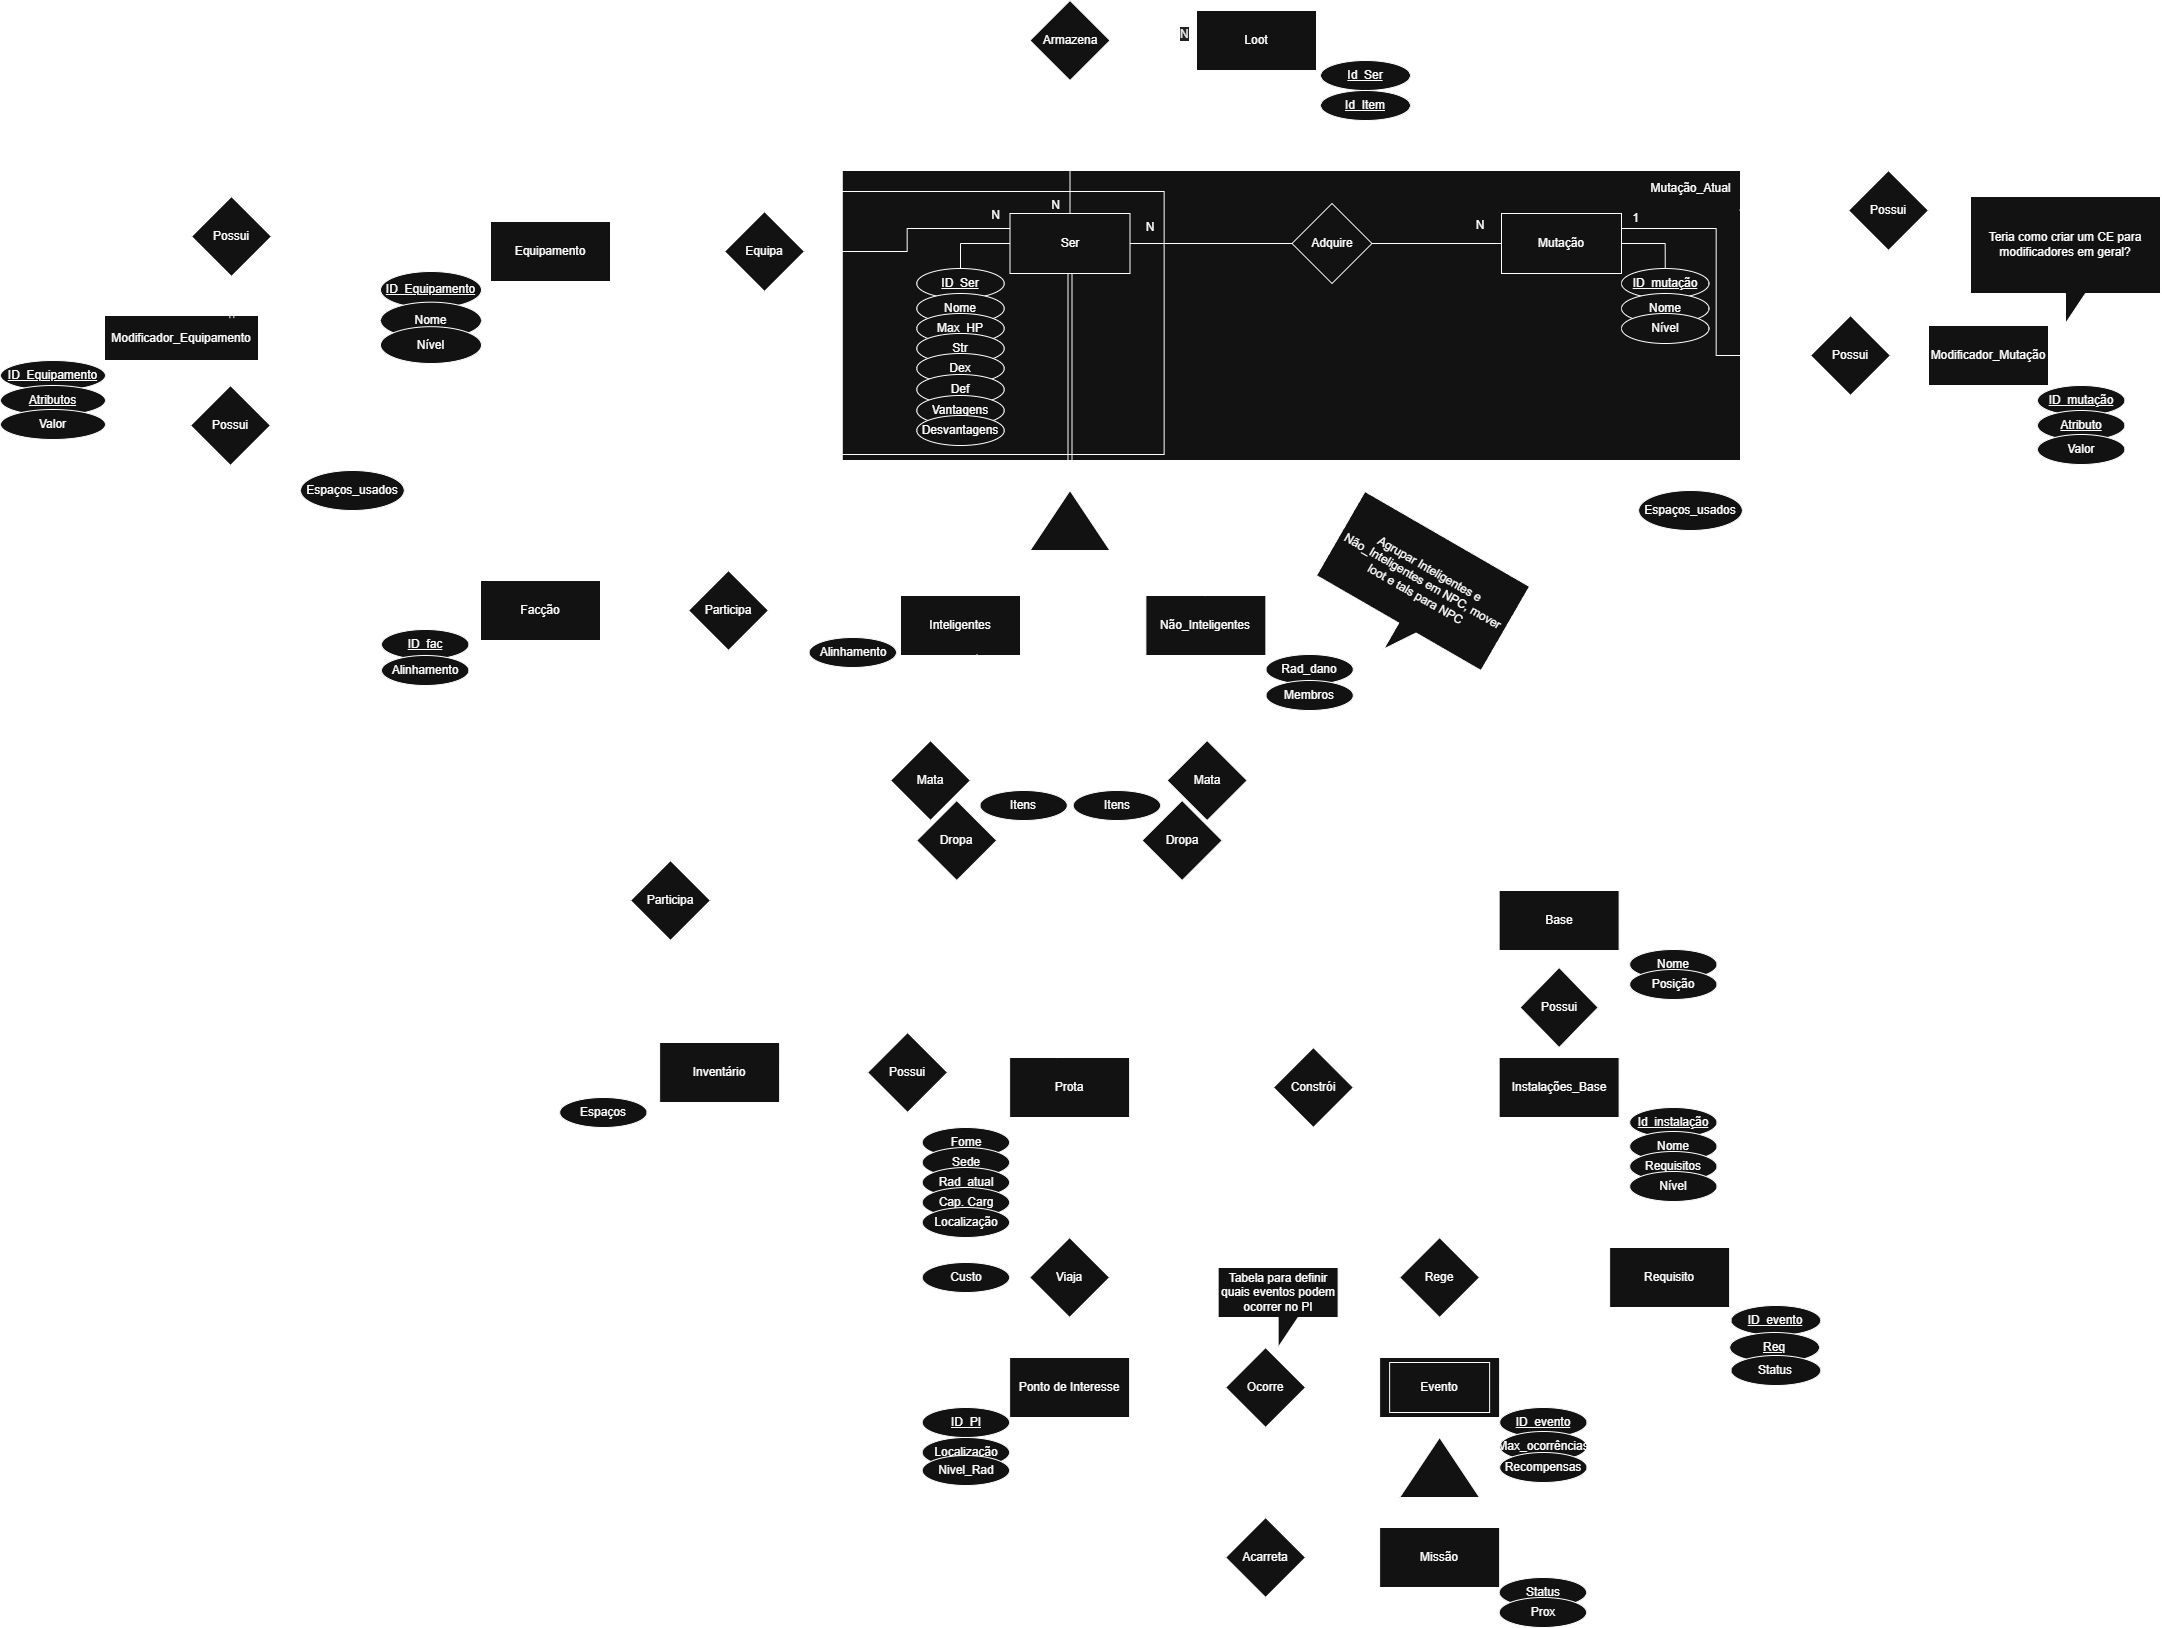 Armazena
N
Loot
Id_Ser
Id_Item
Mutação_Atual
Possui
Possui
Teria como criar um CE para
modificadores em geral?
Equipamento
Equipa
N
N
Ser
N
Adquire
N
Mutação
1
ID_Equipamento
Nome
Nível
ID_Ser
Nome
Max_HP
Str
Dex
Def
Vantagens
Desvantagens
ID_mutação
Nome
Nível
Modificador_Equipamento
ID_Equipamento
Atributos
Valor
Possui
Possui
Modificador_Mutação
ID_mutação
Atributo
Valor
Espaços_usados
Espaços_usados
Agrupar Inteligentes e
Não_Inteligentes em NPC, mover
loot e tals para NPC
Facção
ID_fac
Alinhamento
Participa
Inteligentes
Alinhamento
Não_Inteligentes
Rad_dano
Membros
Mata
Itens
Itens
Mata
Dropa
Dropa
Participa
Base
Nome
Posição
Possui
Inventário
Espaços
Possui
Prota
Constrói
Instalações_Base
Id_instalação
Nome
Requisitos
Nível
Fome
Sede
Rad_atual
Cap. Carg
Localização
Custo
Viaja
Tabela para definir
quais eventos podem
ocorrer no PI
Rege
Requisito
ID_evento
Req
Status
Ponto de Interesse
Ocorre
Evento
ID_PI
Localização
Nivel_Rad
ID_evento
Max_ocorrências
Recompensas
Acarreta
Missão
Status
Prox